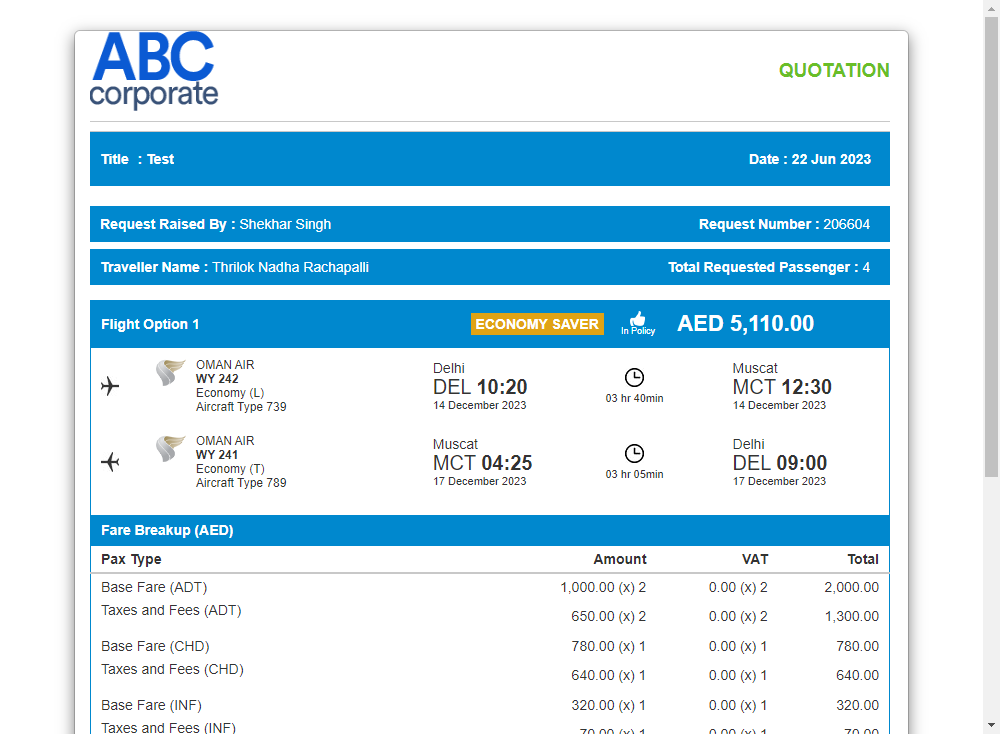 ABC
corporate
QUOTATION
Title : Test
Date : 22 Jun 2023
Request Raised By : Shekhar Singh
Request Number : 206604
Traveller Name : Thrilok Nadha Rachapalli
Total Requested Passenger : 4
Flight Option 1
ECONOMY SAVER
In Policy
AED 5,110.00
OMAN AIR
WY 242
Economy (L)
Aircraft Type 739
Delhi
DEL 10:20
14 December 2023
03 hr 40min
Muscat
MCT 12:30
14 December 2023
OMAN AIR
WY 241
Economy (T)
Aircraft Type 789
Muscat
MCT 04:25
17 December 2023
03 hr 05min
Delhi
DEL 09:00
17 December 2023
Fare Breakup (AED)
Pax Type Amount VAT Total
Base Fare (ADT) 1,000.00 (x) 2 0.00 (x) 2 2,000.00
Taxes and Fees (ADT) 650.00 (x) 2 0.00 (x) 2 1,300.00
Base Fare (CHD) 780.00 (x) 1 0.00 (x) 1 780.00
Taxes and Fees (CHD) 640.00 (x) 1 0.00 (x) 1 640.00
Base Fare (INF) 320.00 (x) 1 0.00 (x) 1 320.00
Taxes and Fees (INF) 70.00 (x) 1 0.00 (x) 1 70.00